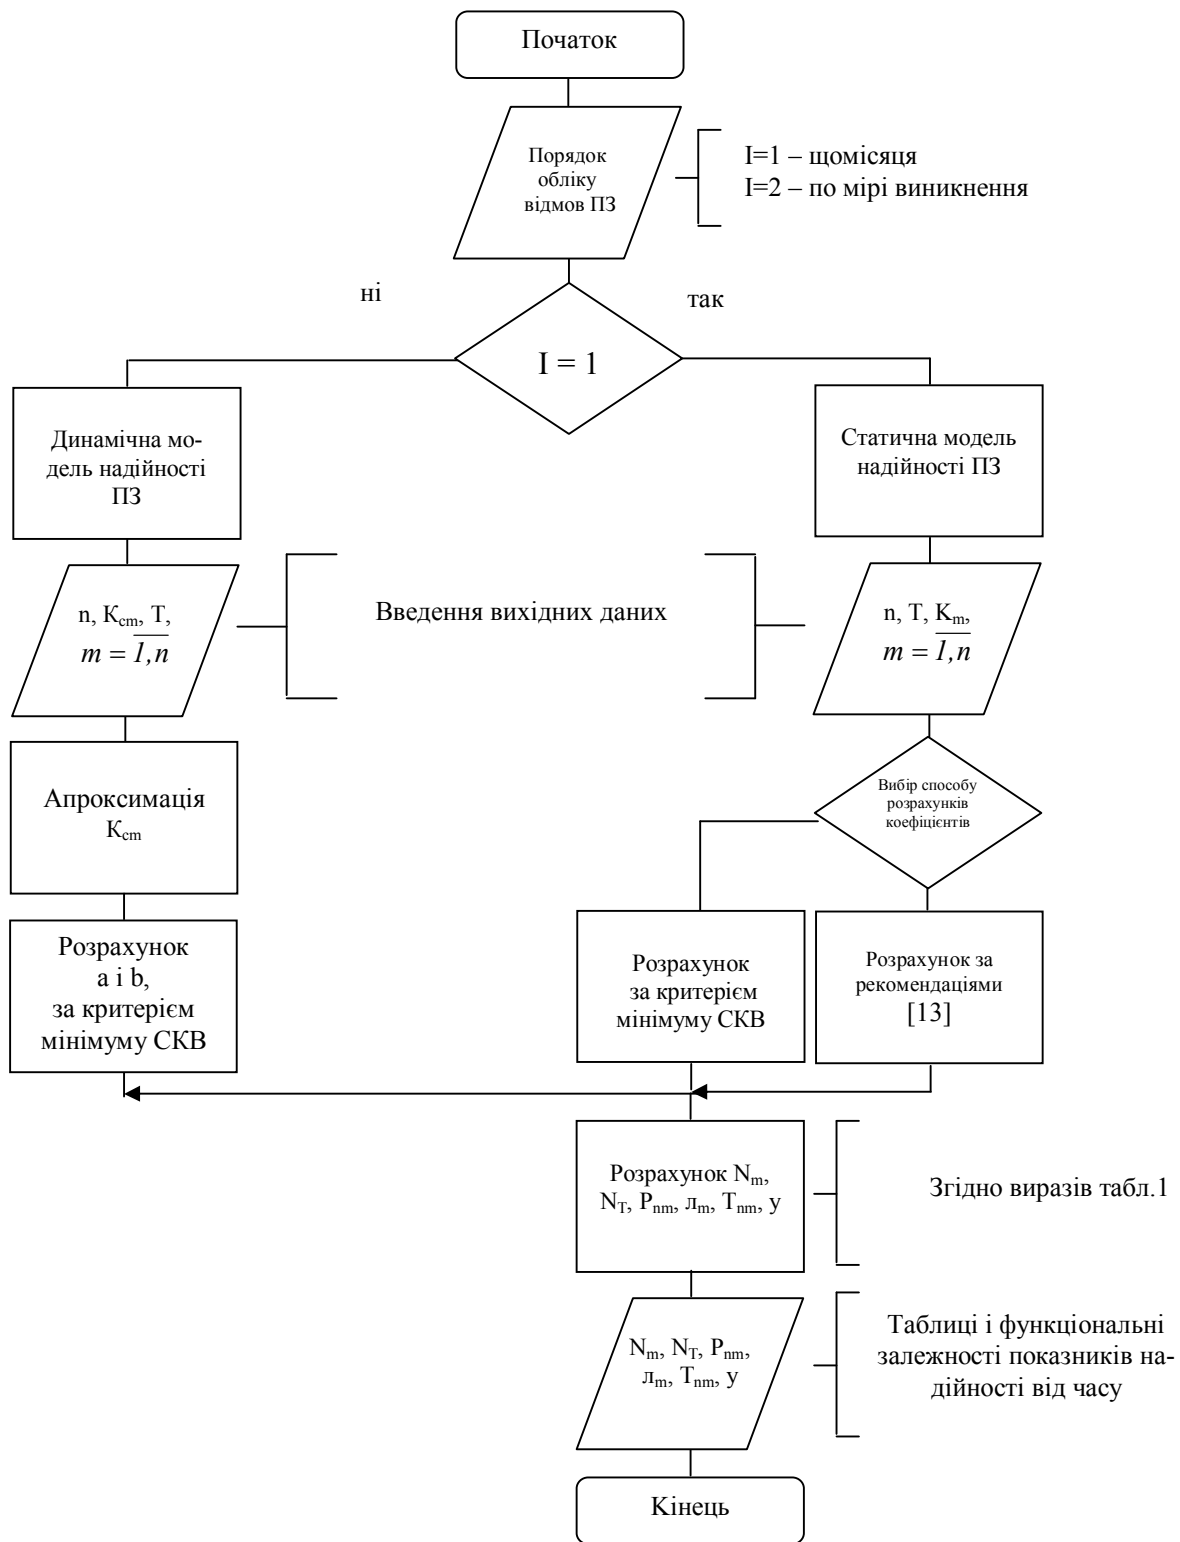 Початок
Порядок
обліку
відмов ПЗ
I=1 – щомісяця
I=2 – по мірі виникнення
ні
так
I = 1
Динамічна мо-
дель надійності
ПЗ
Статична модель
надійності ПЗ
n, Kcm, T,
m = 1,n
Введення вихідних даних
n, T, Km,
m = 1,n
Апроксимація
Kcm
Вибір способу
розрахунків
коефіцієнтів
Розрахунок
a i b,
за критерієм
мінімуму СКВ
Розрахунок
за критерієм
мінімуму СКВ
Розрахунок за
рекомендаціями
[13]
Розрахунок Nm,
NT, Pnm, лm, Tnm, y
Згідно виразів табл.1
Nm, NT, Pnm,
лm, Tnm, y
Таблиці і функціональні
залежності показників на-
дійності від часу
Кінець